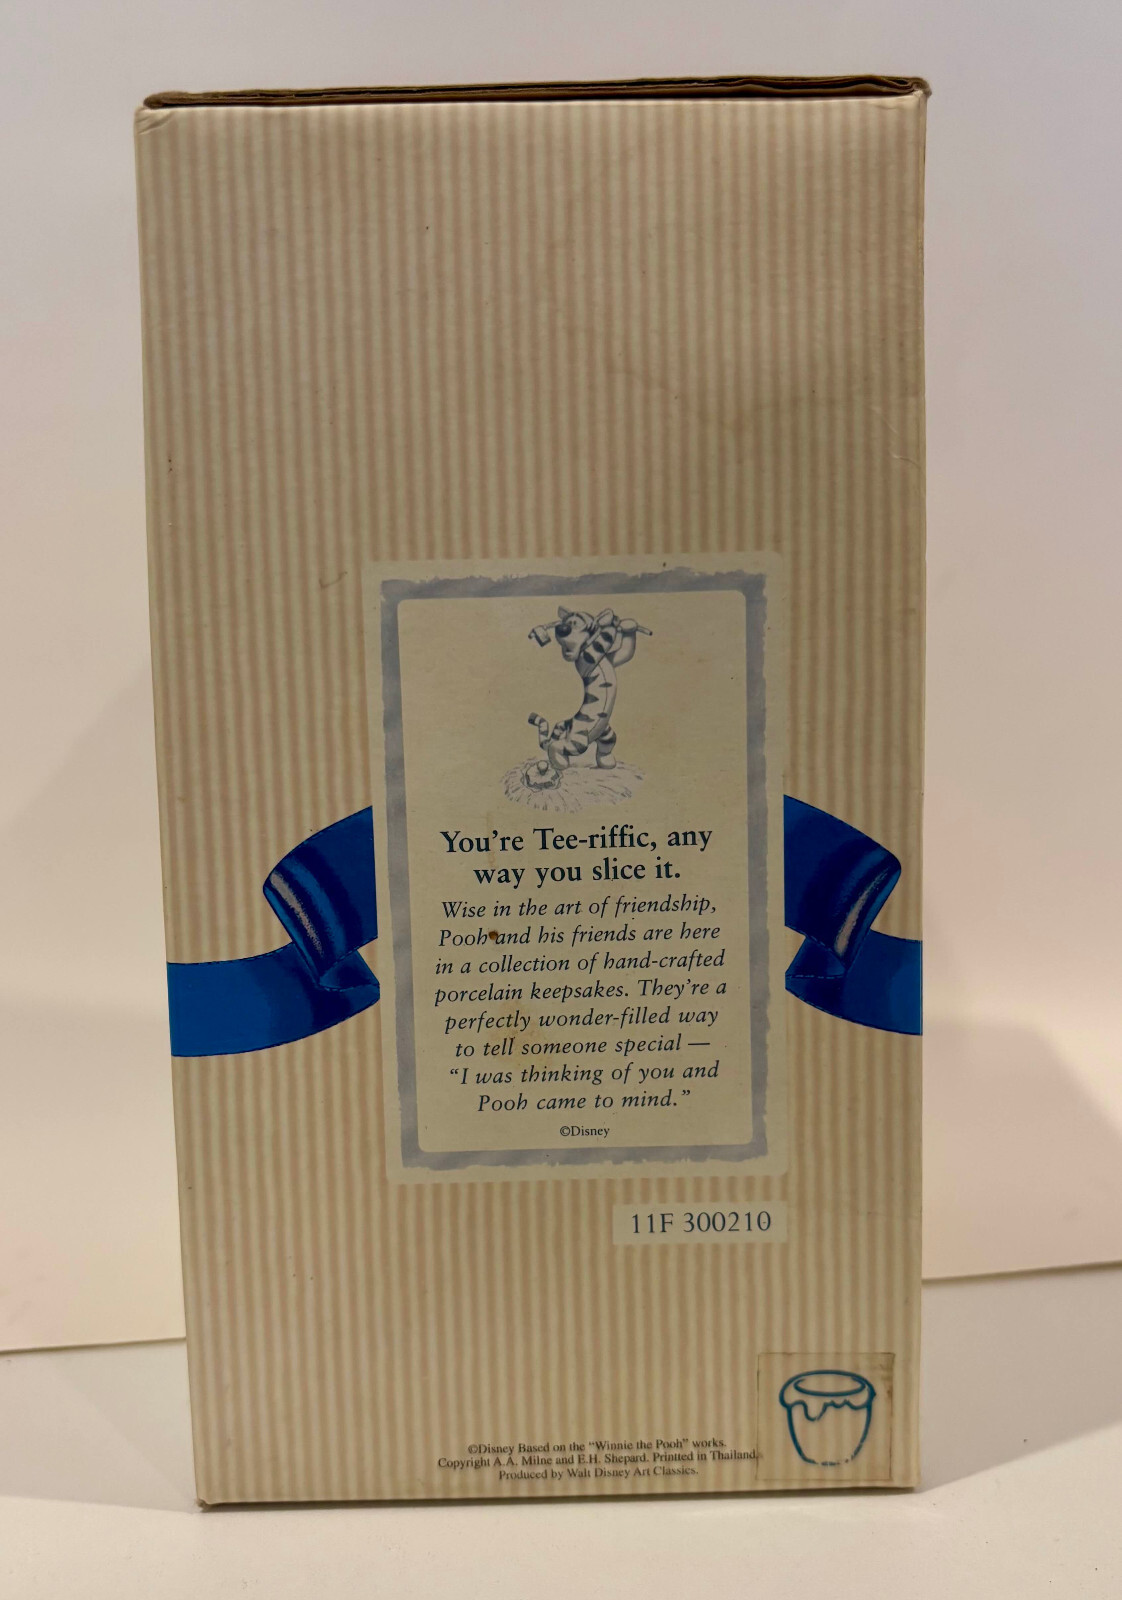 You're Tee-riffic, any
way you slice it.
Wise in the art of friendship,
Pooh and his friends are here
in a collection of hand-crafted
porcelain keepsakes. They're a
perfectly wonder-filled way
to tell someone special —
"I was thinking of you and
Pooh came to mind."
©Disney
11F 300210
©Disney Based on the "Winnie the Pooh" works.
Copyright A.A. Milne and E.H. Shepard. Printed in Thailand.
Produced by Walt Disney Art Classics.